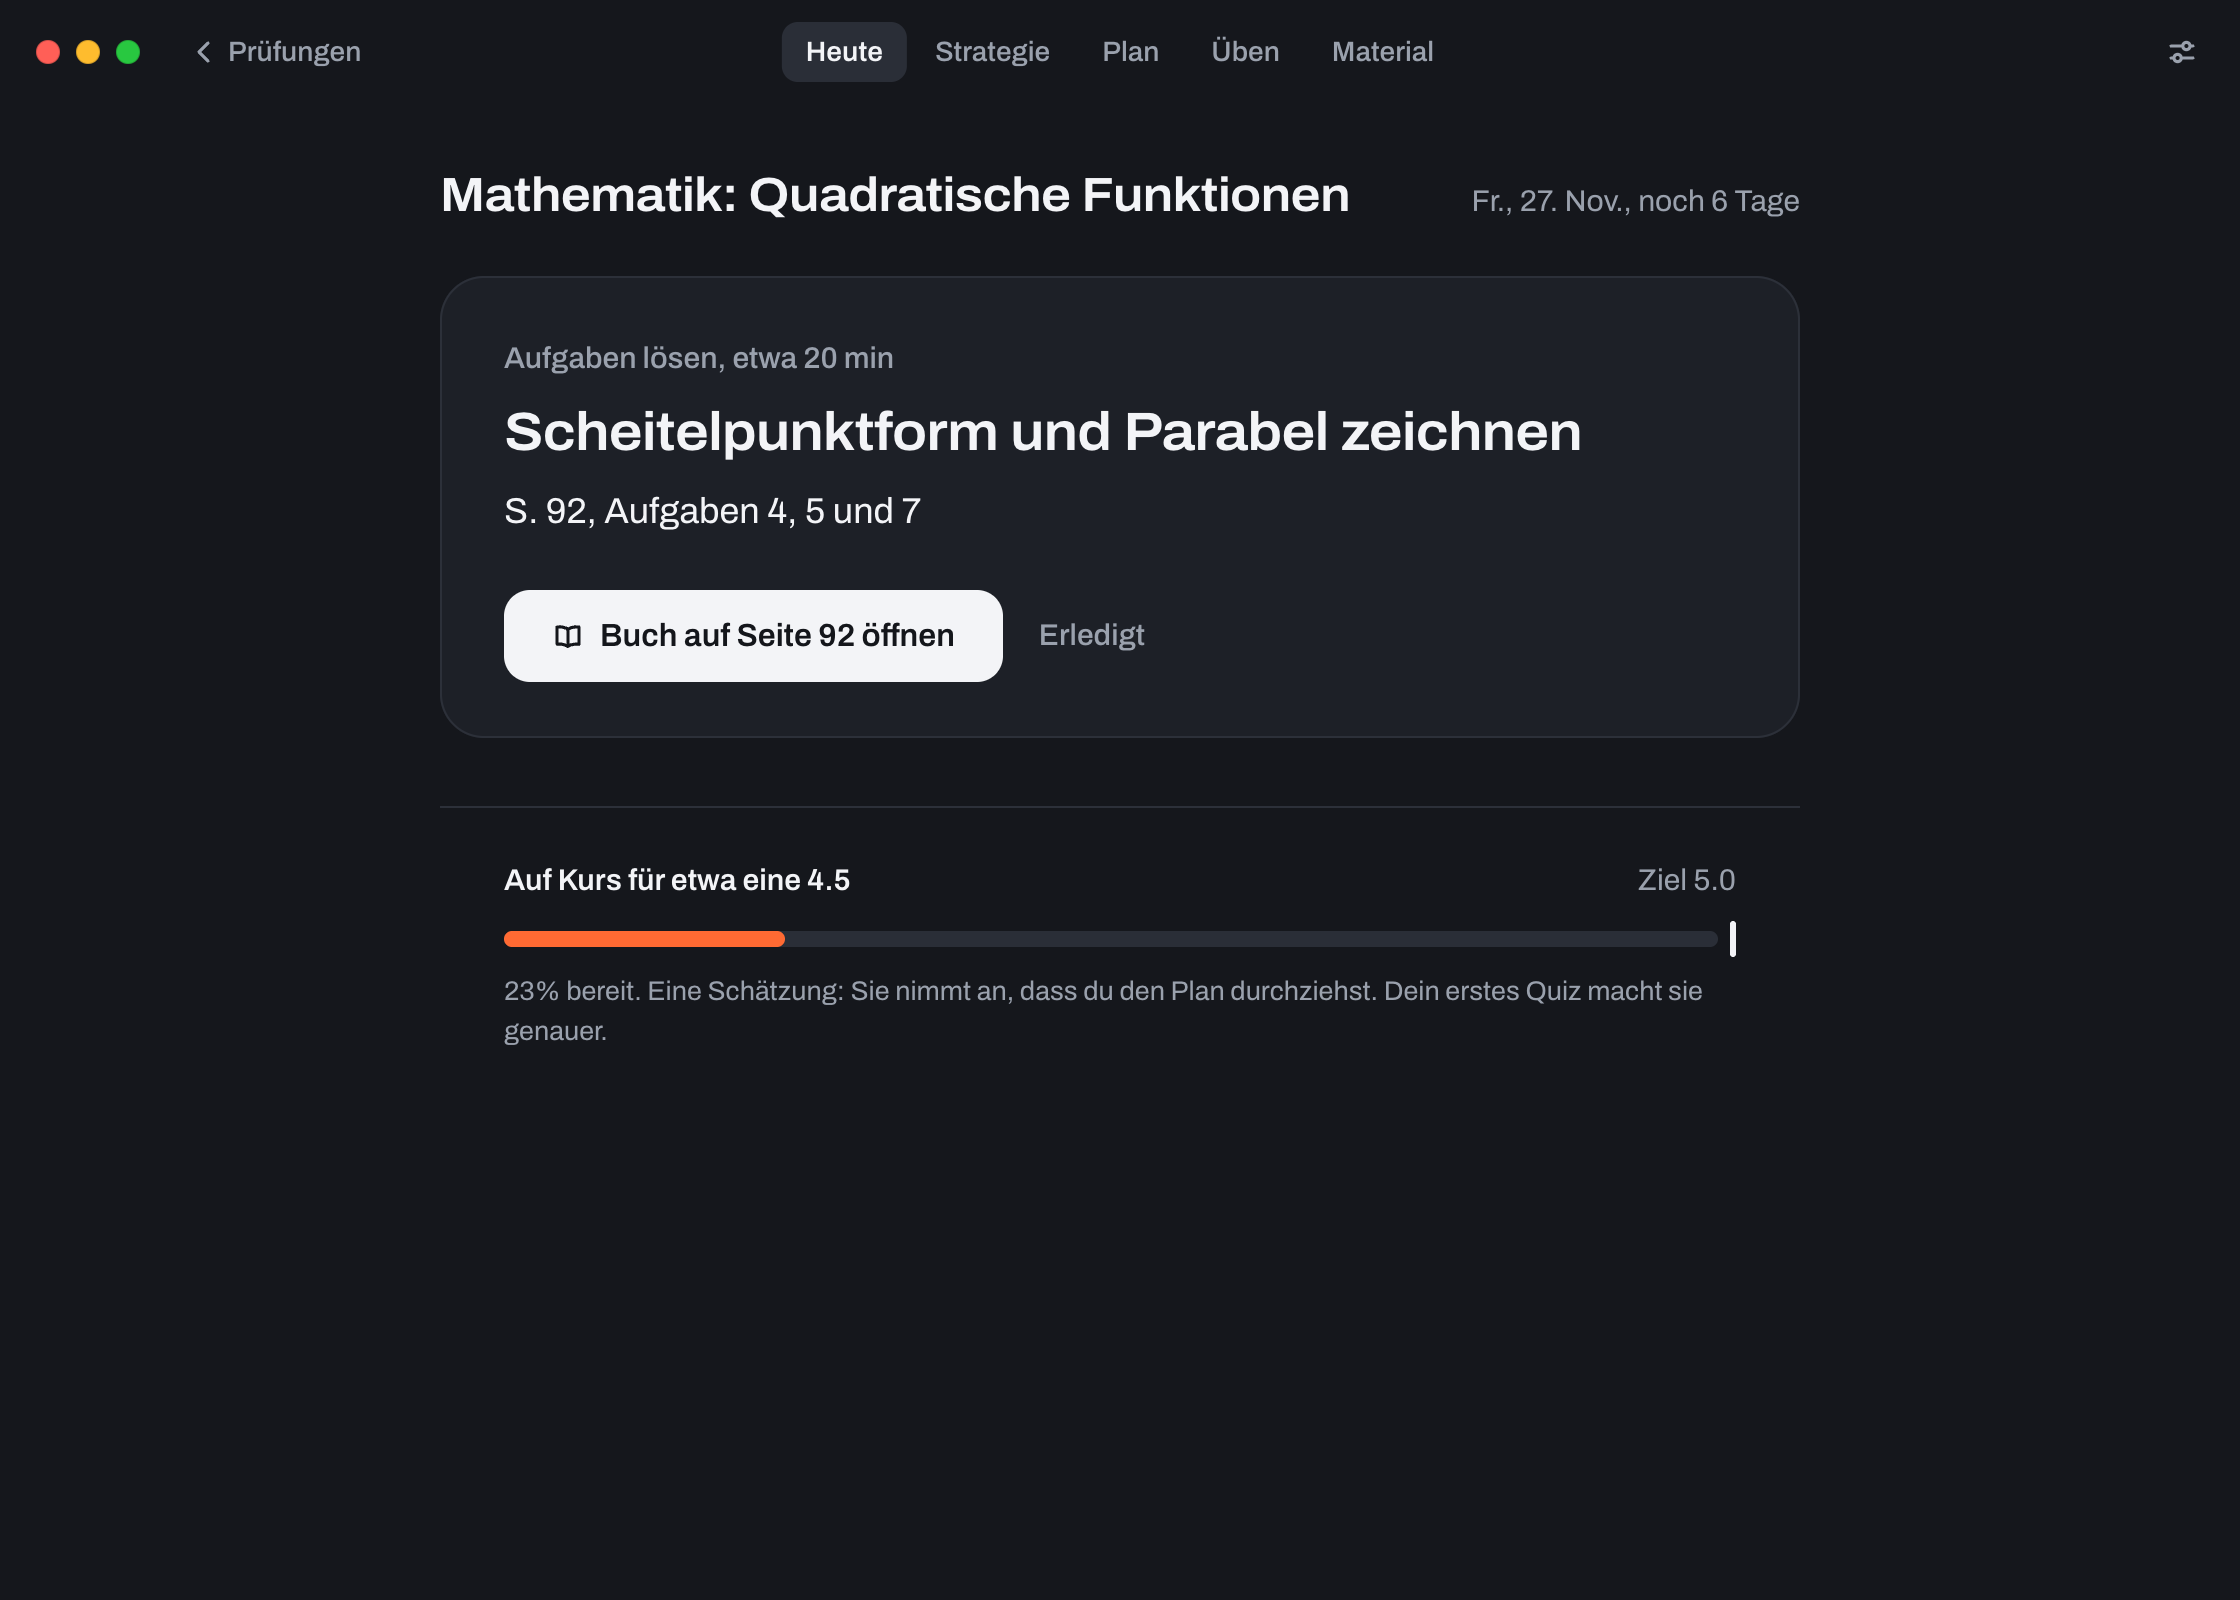 Prüfungen
Heute
Strategie
Plan
Üben
Material
Mathematik: Quadratische Funktionen
Fr., 27. Nov., noch 6 Tage
Aufgaben lösen, etwa 20 min
Scheitelpunktform und Parabel zeichnen
S. 92, Aufgaben 4, 5 und 7
Buch auf Seite 92 öffnen
Erledigt
Auf Kurs für etwa eine 4.5
Ziel 5.0
23% bereit. Eine Schätzung: Sie nimmt an, dass du den Plan durchziehst. Dein erstes Quiz macht sie
genauer.